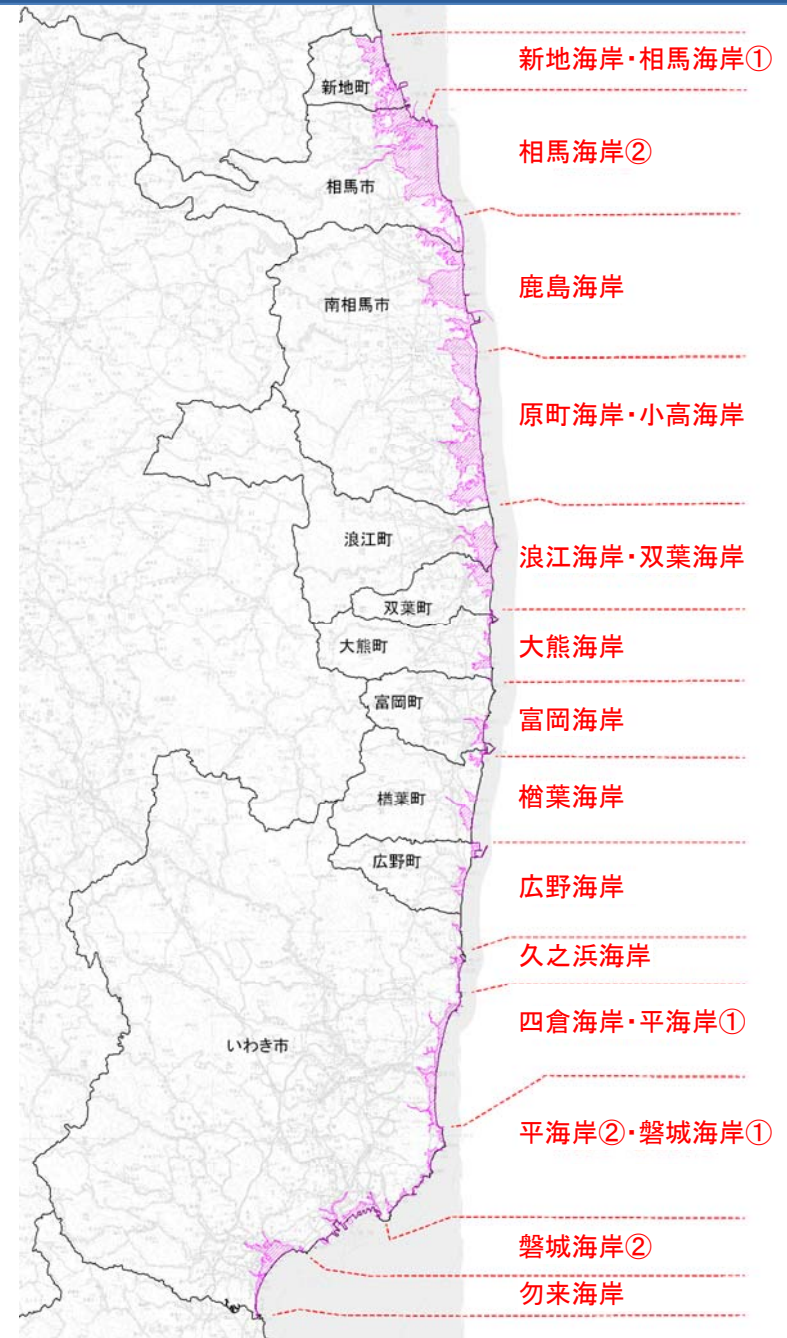 新地海岸・相馬海岸①
新地町
相馬海岸②
相馬市
鹿島海岸
南相馬市
原町海岸・小高海岸
浪江町
浪江海岸・双葉海岸
双葉町
大熊町
大熊海岸
富岡町
富岡海岸
楢葉町
楢葉海岸
広野町
広野海岸
久之浜海岸
四倉海岸・平海岸①
いわき市
平海岸②・磐城海岸①
磐城海岸②
勿来海岸